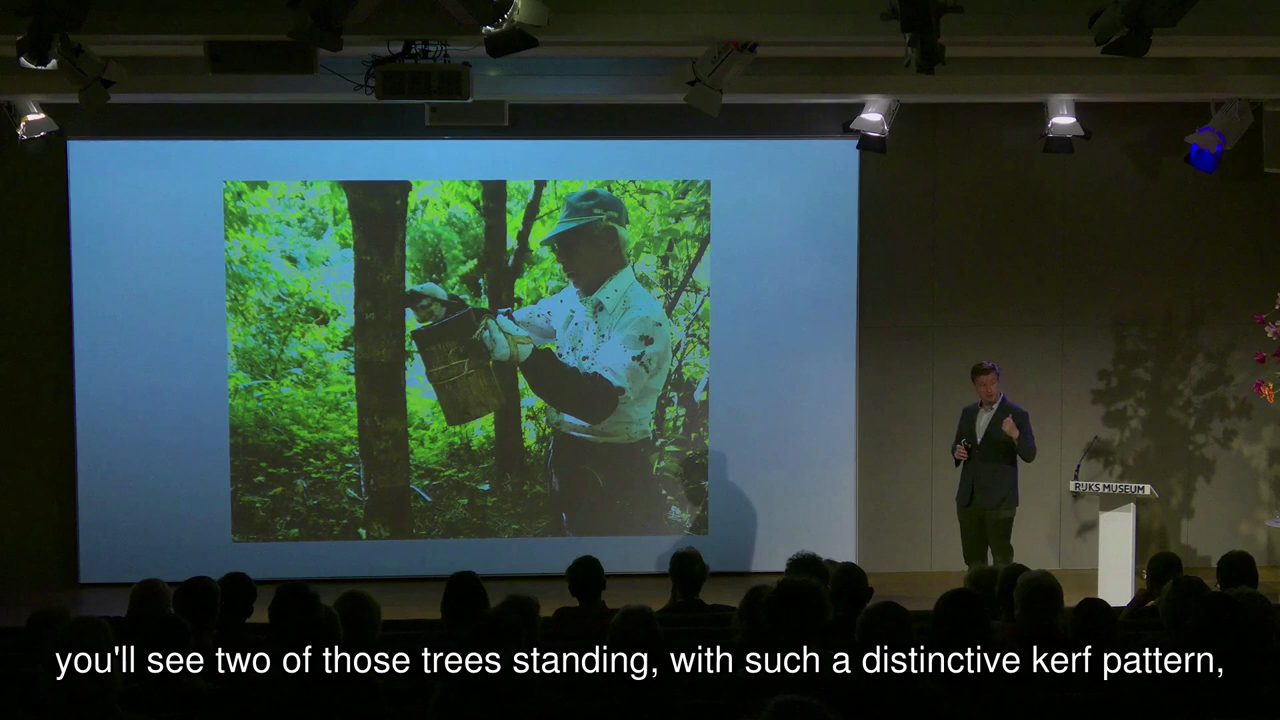 RIJKS MUSEUM
you'll see two of those trees standing, with such a distinctive kerf pattern,